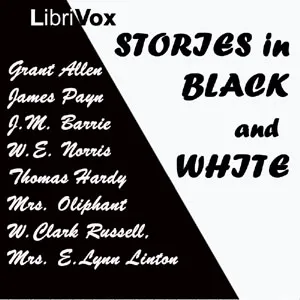 LibriVox
STORIES in
BLACK
and
WHITE
Grant Allen
James Payn
J.M. Barrie
W.E. Norris
Thomas Hardy
Mrs. Oliphant
W.Clark Russell,
Mrs. E.Lynn Linton